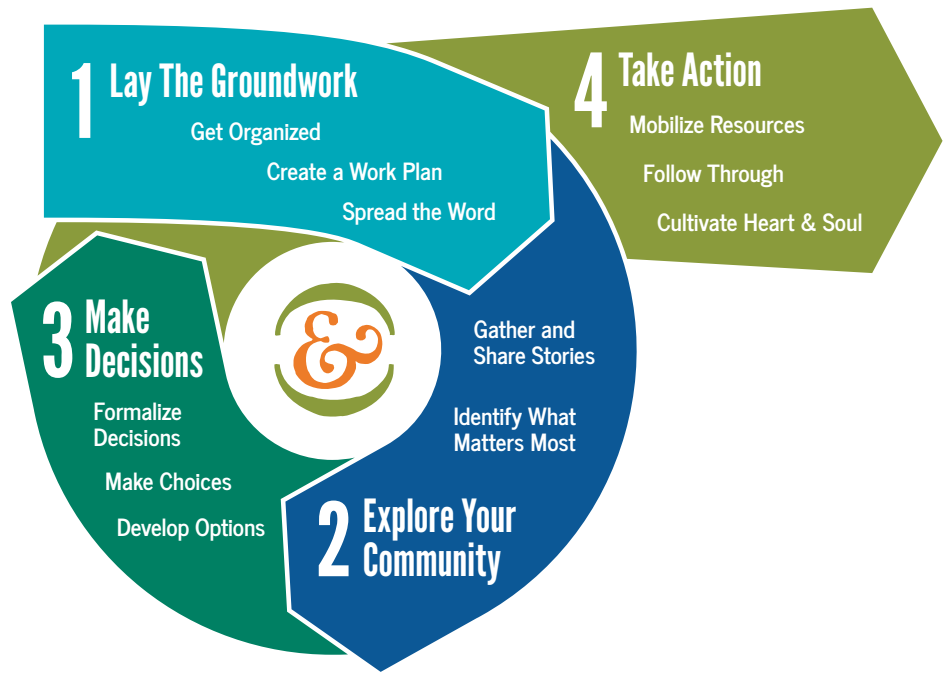 1 Lay The Groundwork
Get Organized
Create a Work Plan
Spread the Word
Gather and
Share Stories
Identify What
Matters Most
2 Explore Your
Community
3 Make
Decisions
Formalize
Decisions
Make Choices
Develop Options
4 Take Action
Mobilize Resources
Follow Through
Cultivate Heart & Soul
&